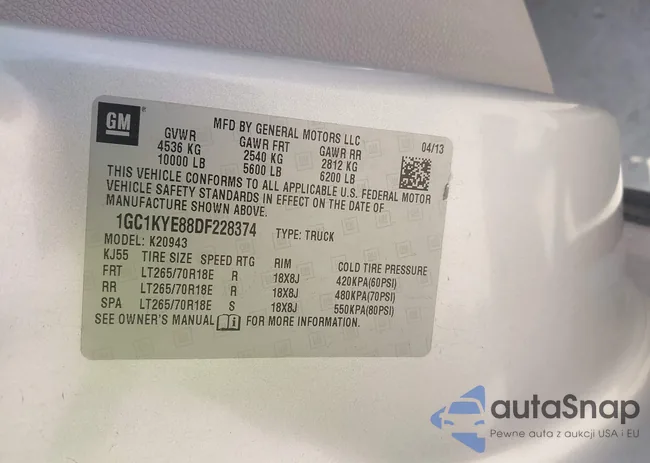 GM
MFD BY GENERAL MOTORS LLC
GVWR GAWR FRT GAWR RR 04/13
4536 KG 2540 KG 2812 KG
10000 LB 5600 LB 6200 LB
THIS VEHICLE CONFORMS TO ALL APPLICABLE U.S. FEDERAL MOTOR
VEHICLE SAFETY STANDARDS IN EFFECT ON THE DATE OF
MANUFACTURE SHOWN ABOVE.
1GC1KYE88DF228374 TYPE: TRUCK
MODEL: K20943
KJ55 TIRE SIZE SPEED RTG RIM COLD TIRE PRESSURE
FRT LT265/70R18E R 18X8J 420KPA(60PSI)
RR LT265/70R18E R 18X8J 480KPA(70PSI)
SPA LT265/70R18E S 18X8J 550KPA(80PSI)
SEE OWNER'S MANUAL FOR MORE INFORMATION.
autaSnap
Pewne auta z aukcji USA i EU